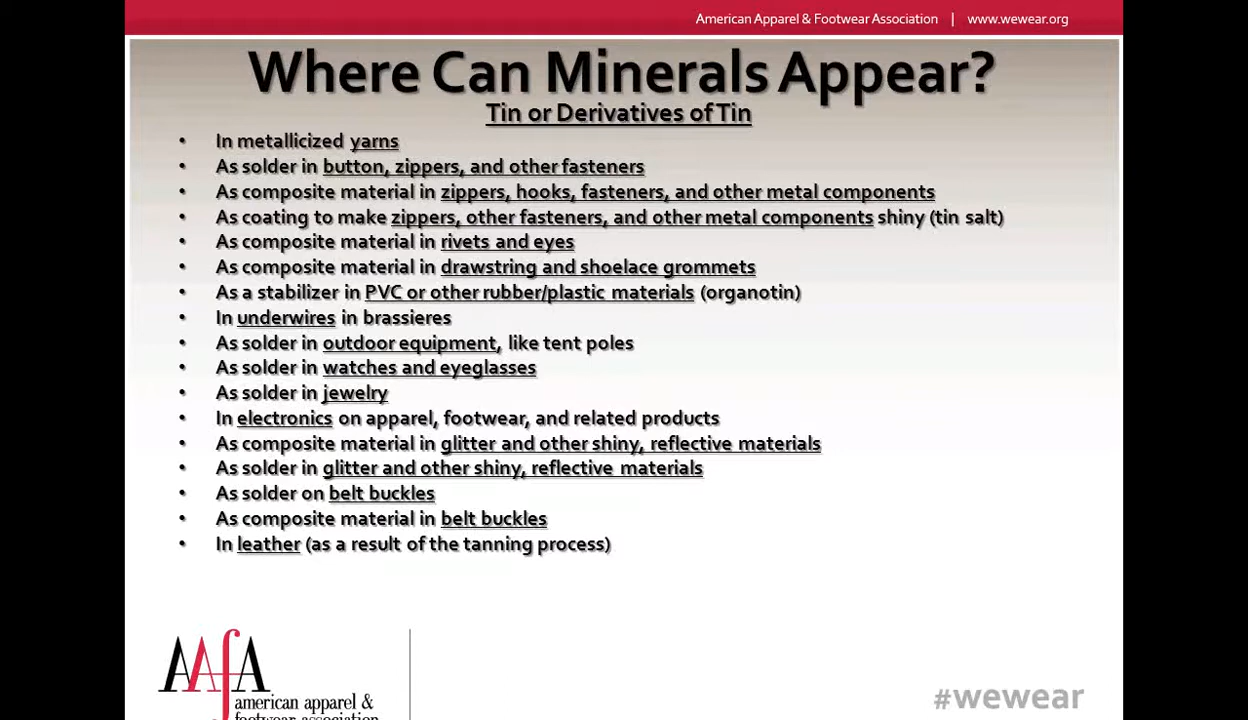 American Apparel & Footwear Association | www.wewear.org
Where Can Minerals Appear?
Tin or Derivatives of Tin
• In metallicized yarns
• As solder in button, zippers, and other fasteners
• As composite material in zippers, hooks, fasteners, and other metal components
• As coating to make zippers, other fasteners, and other metal components shiny (tin salt)
• As composite material in rivets and eyes
• As composite material in drawstring and shoelace grommets
• As a stabilizer in PVC or other rubber/plastic materials (organotin)
• In underwires in brassieres
• As solder in outdoor equipment, like tent poles
• As solder in watches and eyeglasses
• As solder in jewelry
• In electronics on apparel, footwear, and related products
• As composite material in glitter and other shiny, reflective materials
• As solder in glitter and other shiny, reflective materials
• As solder on belt buckles
• As composite material in belt buckles
• In leather (as a result of the tanning process)
AAfA
american apparel &
footwear association
#wewear